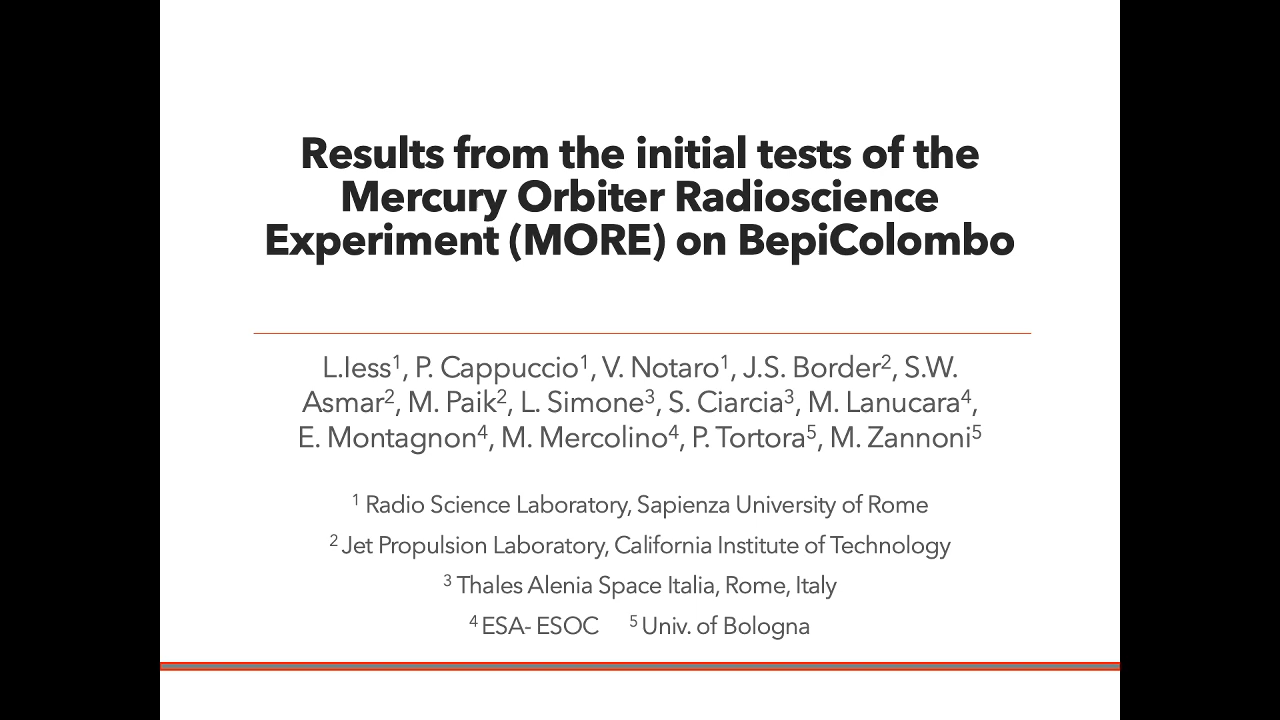 Results from the initial tests of the
Mercury Orbiter Radioscience
Experiment (MORE) on BepiColombo
L.Iess¹, P. Cappuccio¹, V. Notaro¹, J.S. Border², S.W.
Asmar², M. Paik², L. Simone³, S. Ciarcia³, M. Lanucara⁴,
E. Montagnon⁴, M. Mercolino⁴, P. Tortora⁵, M. Zannoni⁵
¹ Radio Science Laboratory, Sapienza University of Rome
² Jet Propulsion Laboratory, California Institute of Technology
³ Thales Alenia Space Italia, Rome, Italy
⁴ ESA- ESOC ⁵ Univ. of Bologna